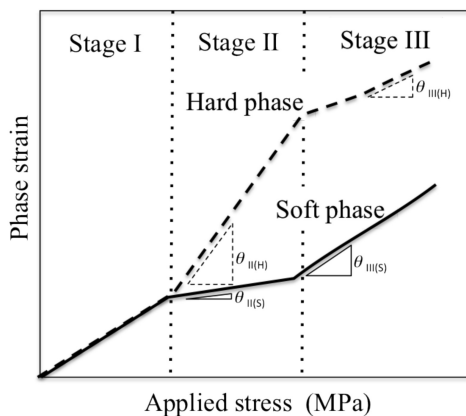 Stage I
Stage II
Stage III
Hard phase
θIII(H)
Soft phase
θII(H)
θIII(S)
θII(S)
Phase strain
Applied stress (MPa)